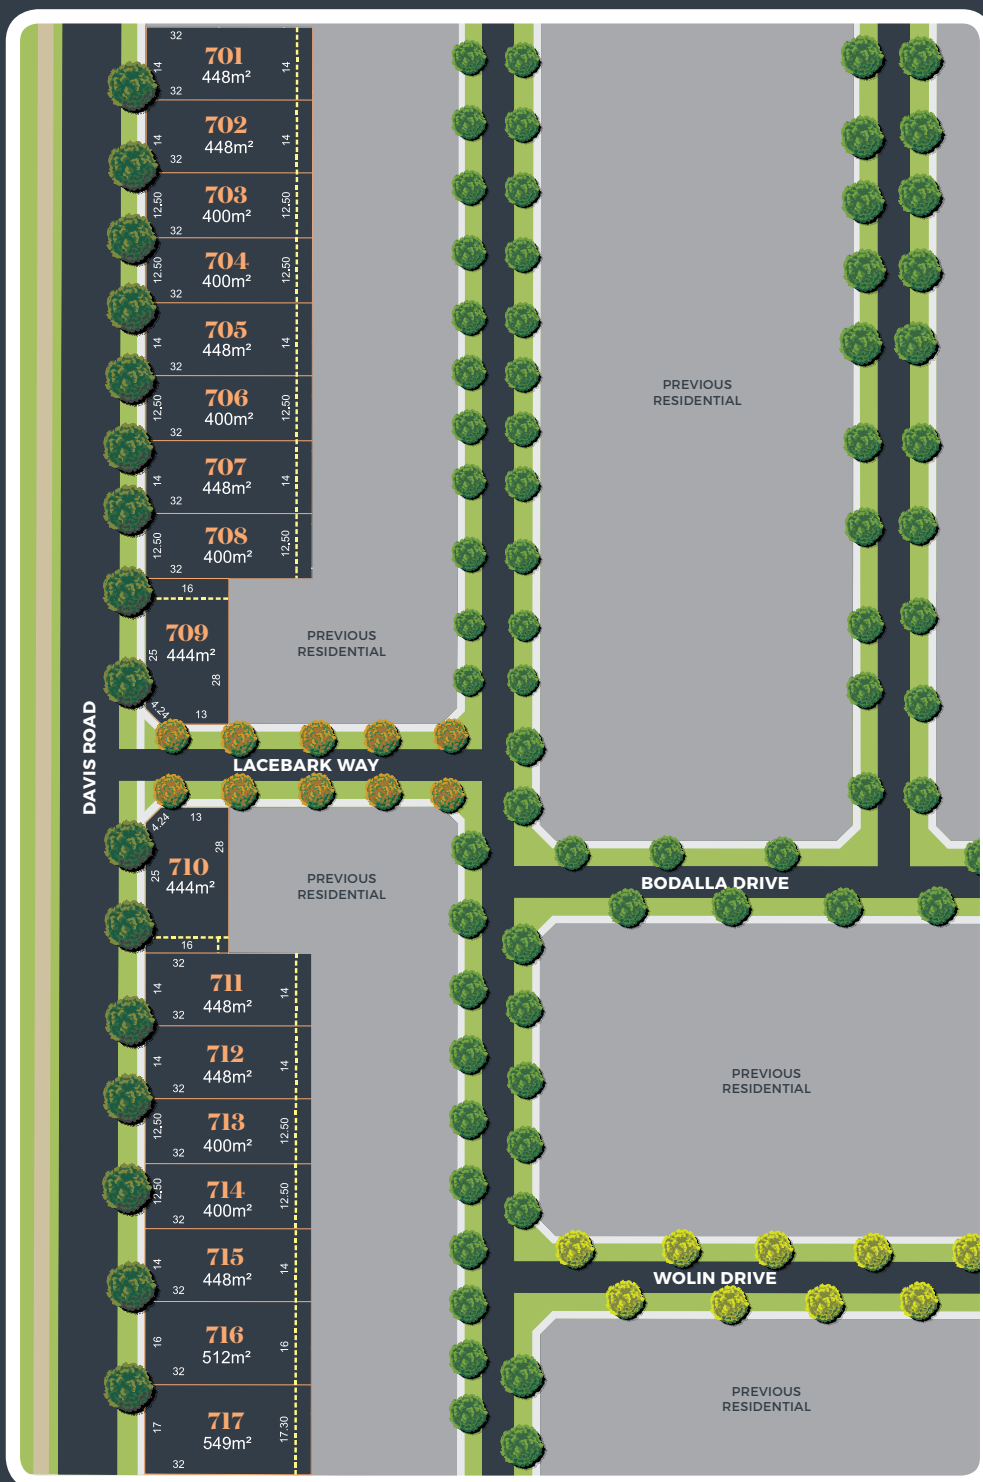 32
701
448m²
14
14
32
702
448m²
14
14
32
703
400m²
12.50
12.50
32
704
400m²
12.50
12.50
32
705
448m²
14
14
32
706
400m²
12.50
12.50
32
707
448m²
14
14
32
708
400m²
12.50
12.50
32
16
709
444m²
25
28
4.24
13
PREVIOUS
RESIDENTIAL
PREVIOUS
RESIDENTIAL
DAVIS ROAD
LACEBARK WAY
4.24
13
28
710
444m²
25
16
PREVIOUS
RESIDENTIAL
BODALLA DRIVE
32
711
448m²
14
14
32
712
448m²
14
14
32
713
400m²
12.50
12.50
32
714
400m²
12.50
12.50
32
715
448m²
14
14
32
716
512m²
16
16
32
717
549m²
17
17.30
32
PREVIOUS
RESIDENTIAL
WOLIN DRIVE
PREVIOUS
RESIDENTIAL